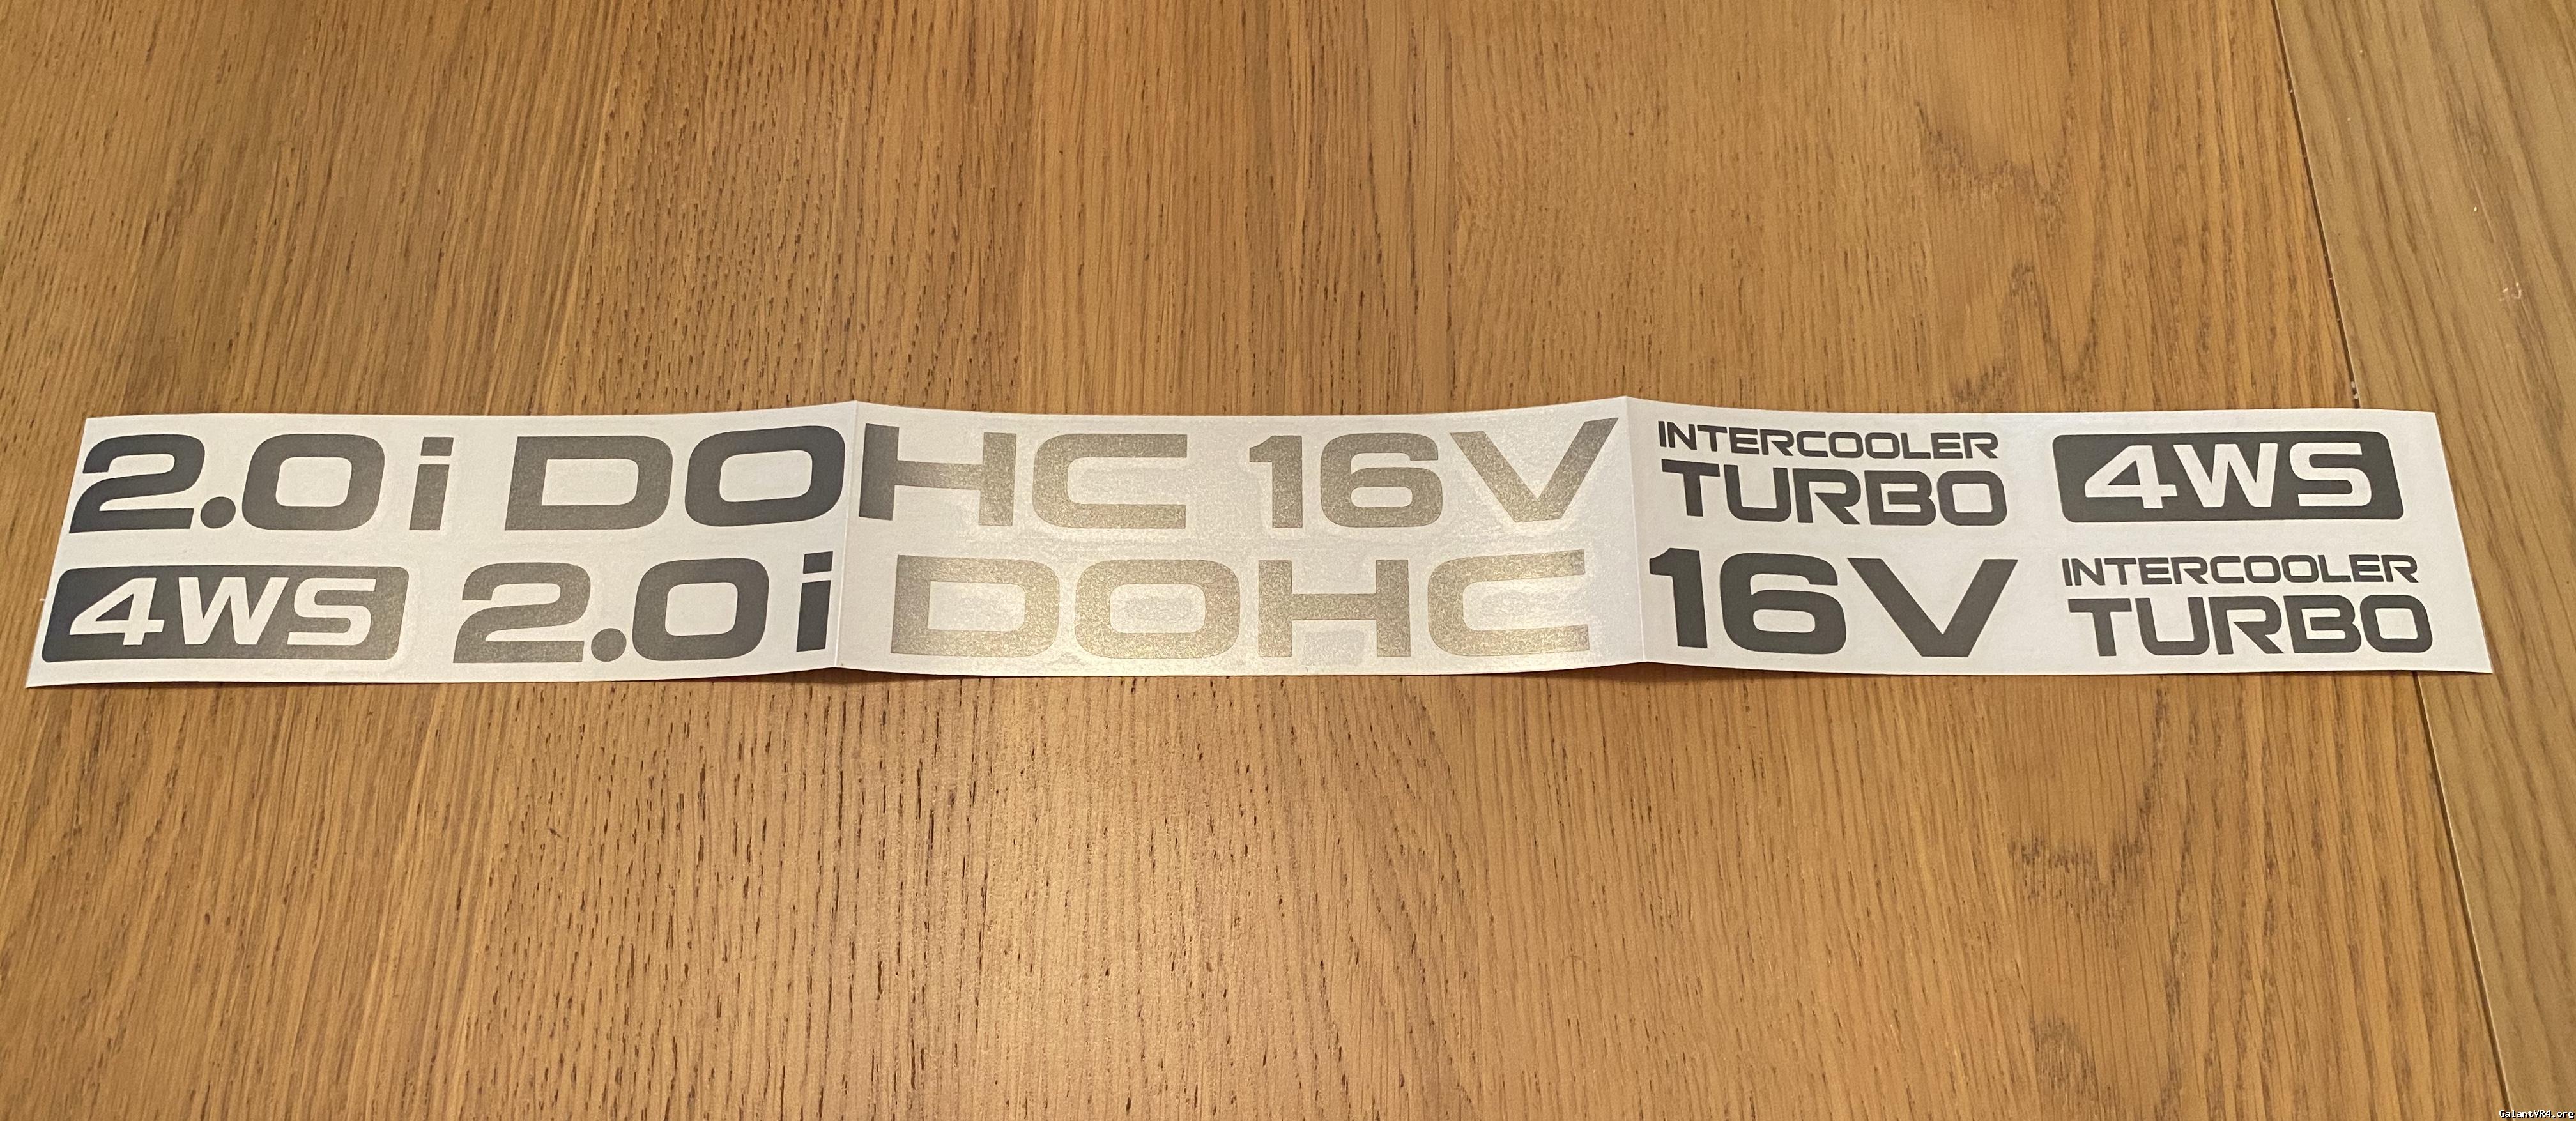 2.0i DOHC 16V INTERCOOLER TURBO 4WS
4WS 2.0i DOHC 16V INTERCOOLER TURBO
GalantVR4.org